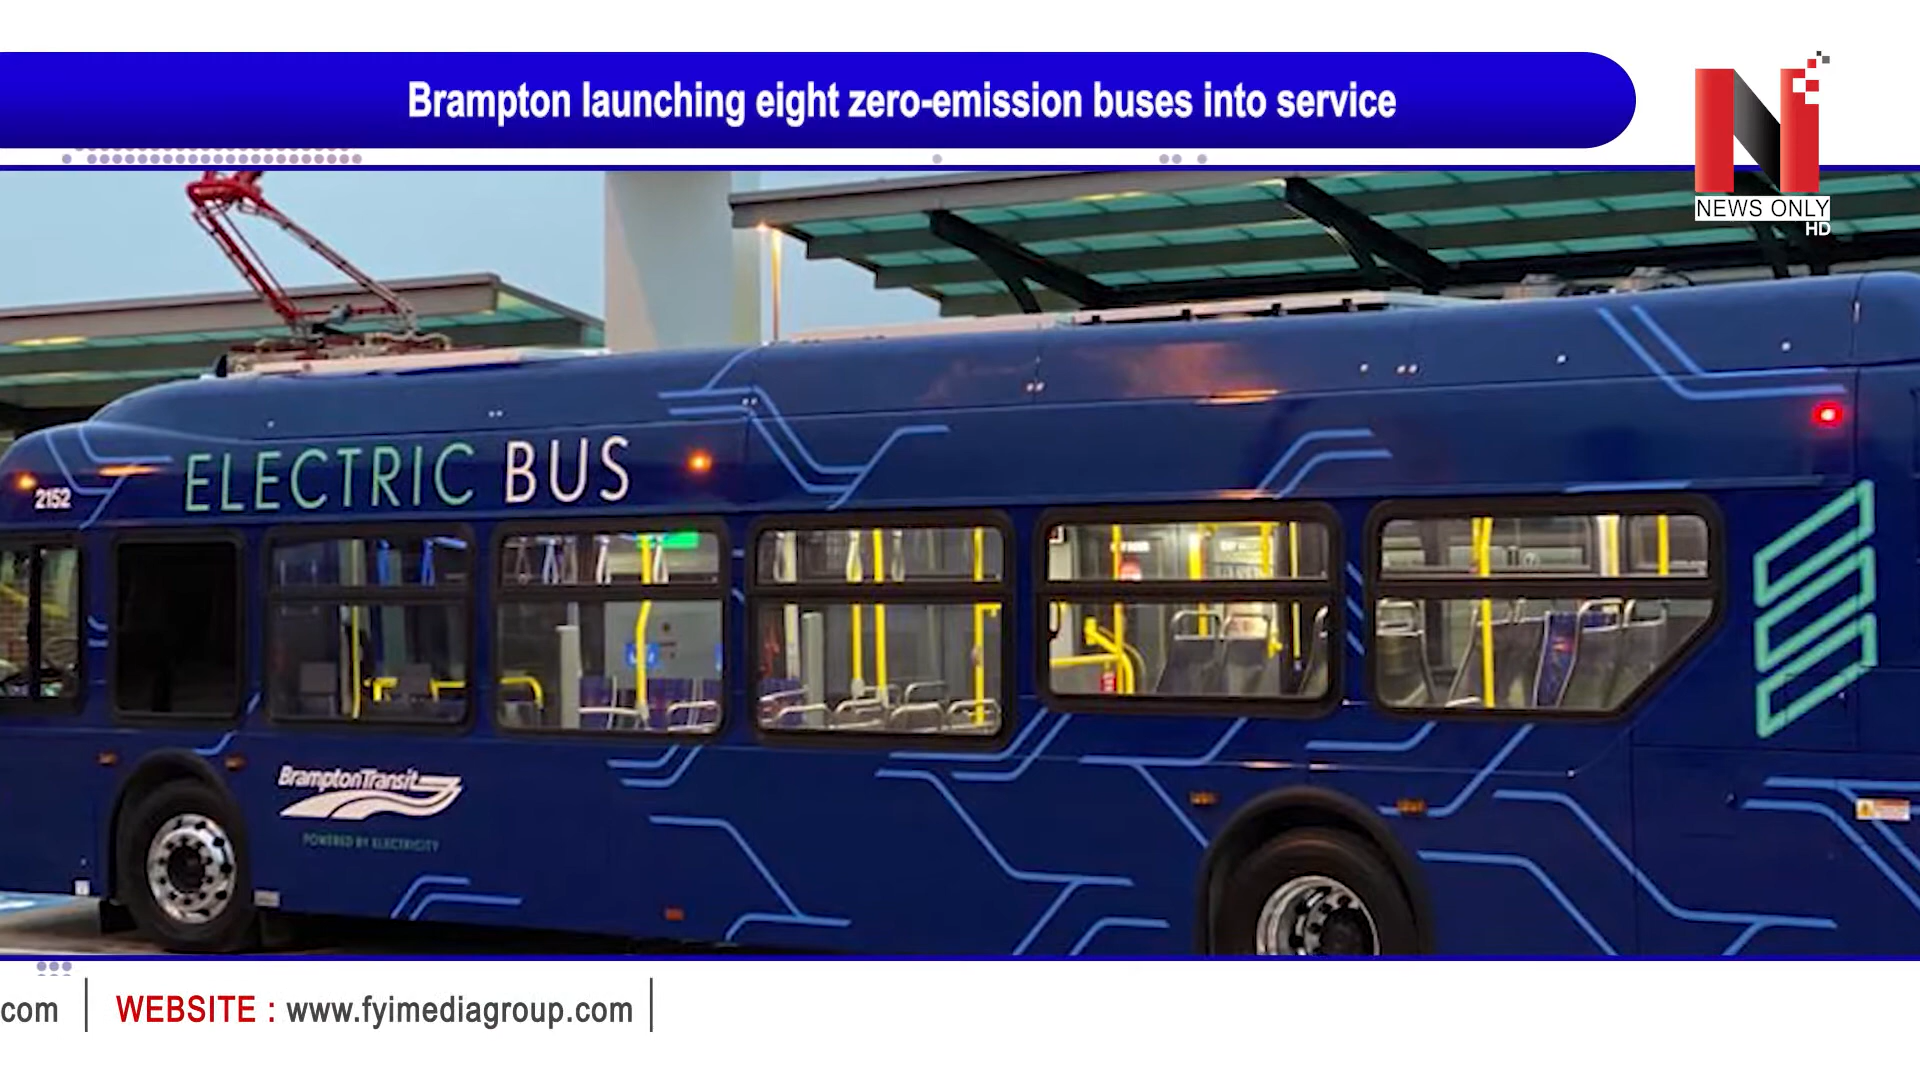 Brampton launching eight zero-emission buses into service
NEWS ONLY
HD
ELECTRIC BUS
2152
BramptonTransit
POWERED BY ELECTRICITY
com
WEBSITE : www.fyimediagroup.com